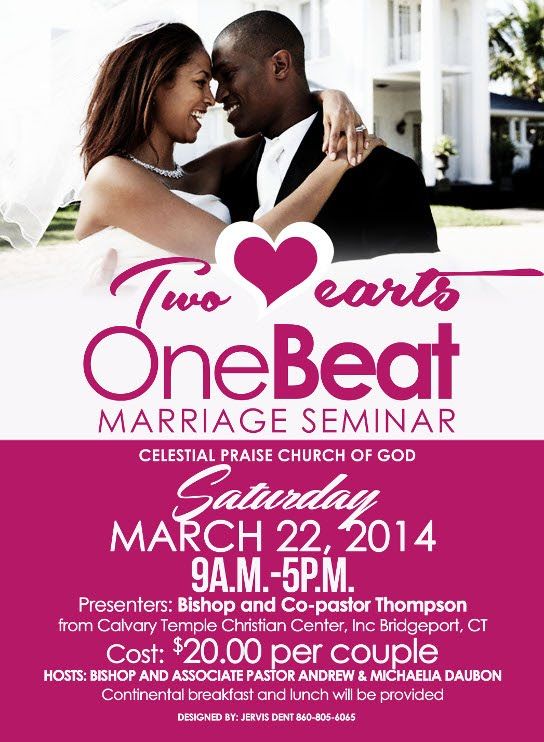 Two Hearts
OneBeat
MARRIAGE SEMINAR
CELESTIAL PRAISE CHURCH OF GOD
Saturday
MARCH 22, 2014
9A.M.-5P.M.
Presenters: Bishop and Co-pastor Thompson
from Calvary Temple Christian Center, Inc Bridgeport, CT
Cost: $20.00 per couple
HOSTS: BISHOP AND ASSOCIATE PASTOR ANDREW & MICHAELIA DAUBON
Continental breakfast and lunch will be provided
DESIGNED BY: JERVIS DENT 860-805-6065